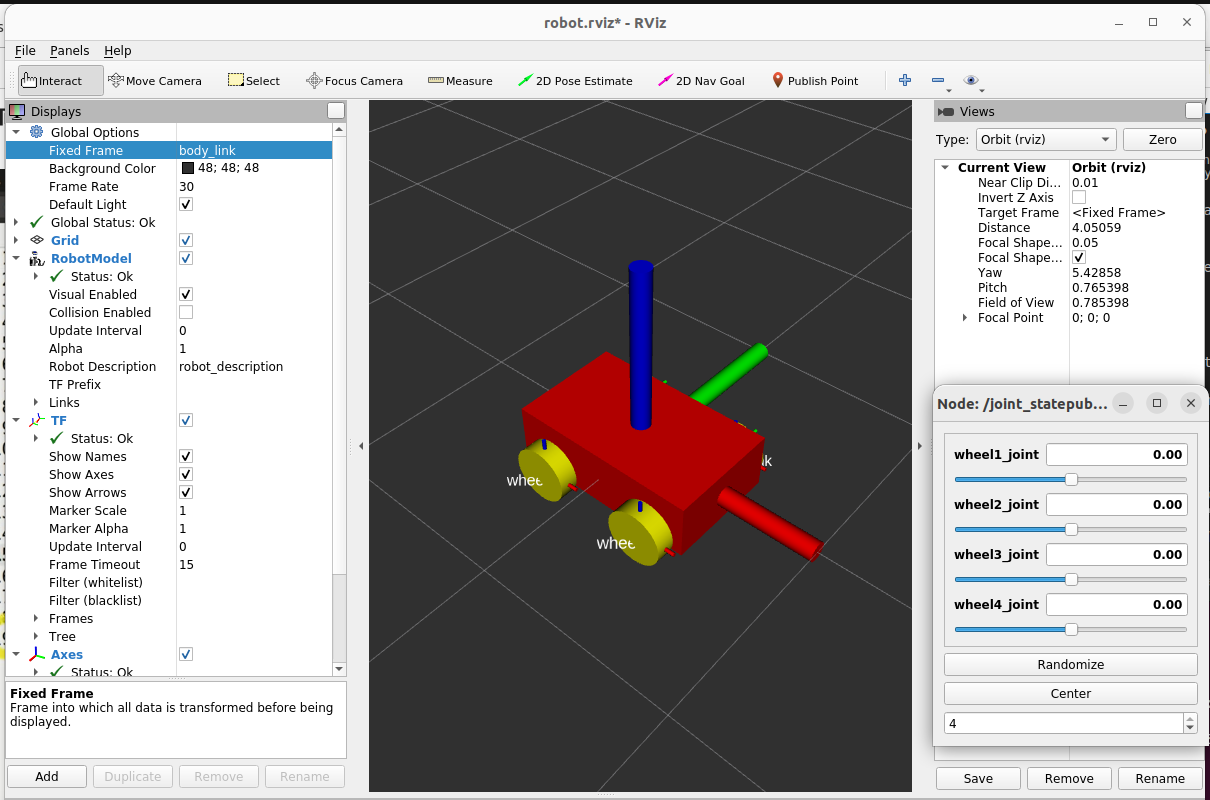 robot.rviz* - RViz
File Panels Help
Interact Move Camera Select Focus Camera Measure 2D Pose Estimate 2D Nav Goal Publish Point
Displays
Global Options
Fixed Frame body_link
Background Color 48; 48; 48
Frame Rate 30
Default Light
Global Status: Ok
Grid
RobotModel
Status: Ok
Visual Enabled
Collision Enabled
Update Interval 0
Alpha 1
Robot Description robot_description
TF Prefix
Links
TF
Status: Ok
Show Names
Show Axes
Show Arrows
Marker Scale 1
Marker Alpha 1
Update Interval 0
Frame Timeout 15
Filter (whitelist)
Filter (blacklist)
Frames
Tree
Axes
Status: Ok
Fixed Frame
Frame into which all data is transformed before being
displayed.
Add Duplicate Remove Rename
Views
Type: Orbit (rviz) Zero
Current View Orbit (rviz)
Near Clip Di... 0.01
Invert Z Axis
Target Frame <Fixed Frame>
Distance 4.05059
Focal Shape... 0.05
Focal Shape...
Yaw 5.42858
Pitch 0.765398
Field of View 0.785398
Focal Point 0; 0; 0
Node: /joint_statepub...
wheel1_joint 0.00
wheel2_joint 0.00
wheel3_joint 0.00
wheel4_joint 0.00
Randomize
Center
4
Save Remove Rename